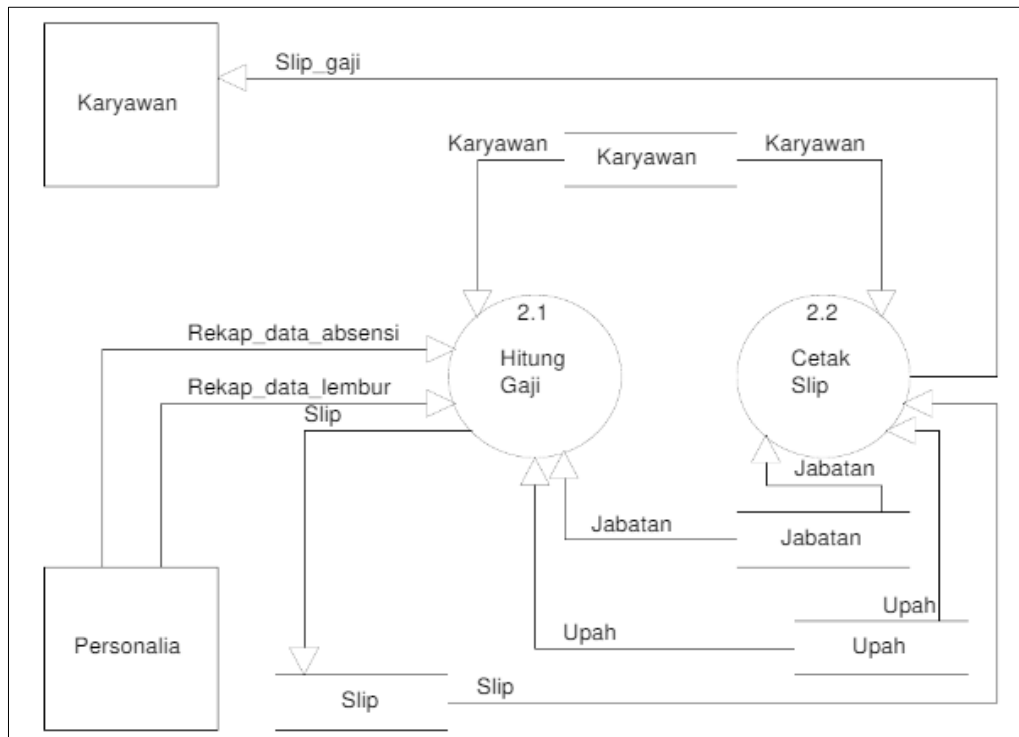 Slip_gaji
Karyawan
Karyawan
Karyawan
Karyawan
2.1
Hitung
Gaji
2.2
Cetak
Slip
Rekap_data_absensi
Rekap_data_lembur
Slip
Jabatan
Jabatan
Jabatan
Upah
Upah
Upah
Personalia
Slip
Slip